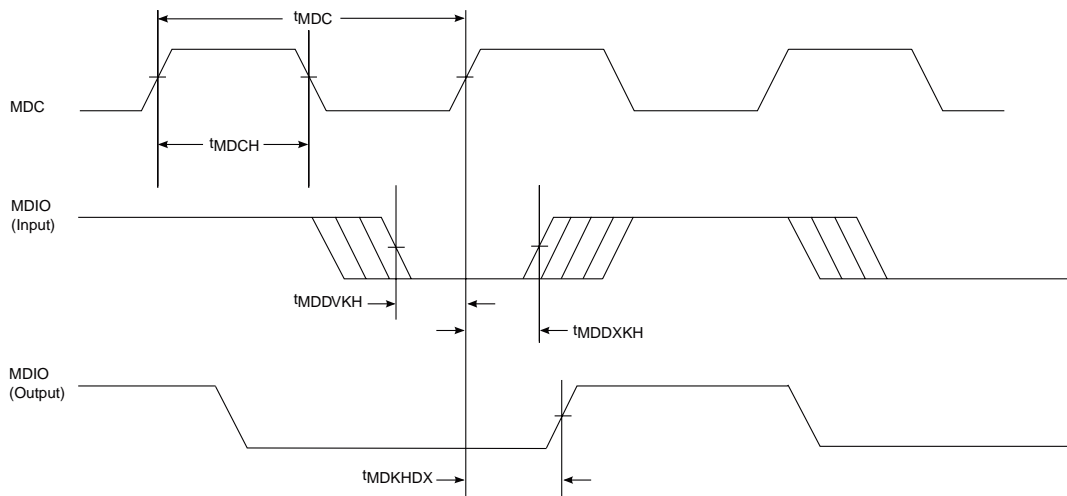 tMDC
MDC
tMDCH
MDIO
(Input)
tMDDVKH
tMDDXKH
MDIO
(Output)
tMDKHDX